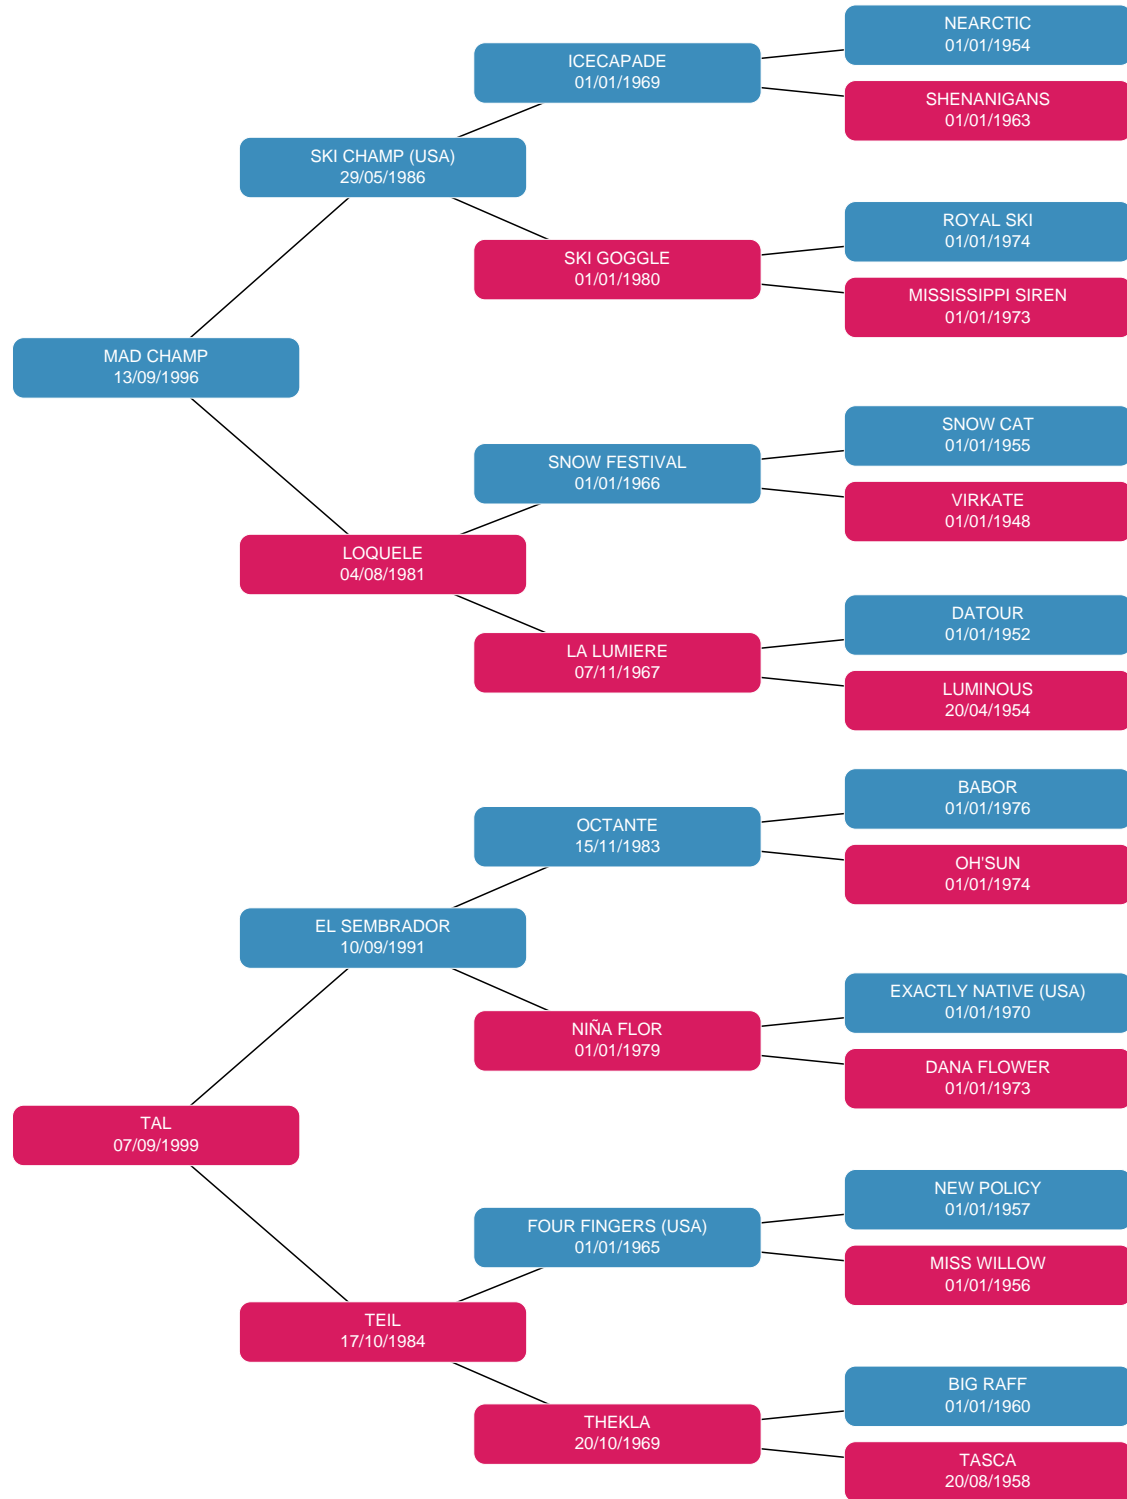 NEARCTIC
01/01/1954
ICECAPADE
01/01/1969
SHENANIGANS
01/01/1963
SKI CHAMP (USA)
29/05/1986
ROYAL SKI
01/01/1974
SKI GOGGLE
01/01/1980
MISSISSIPPI SIREN
01/01/1973
MAD CHAMP
13/09/1996
SNOW CAT
01/01/1955
SNOW FESTIVAL
01/01/1966
VIRKATE
01/01/1948
LOQUELE
04/08/1981
DATOUR
01/01/1952
LA LUMIERE
07/11/1967
LUMINOUS
20/04/1954
BABOR
01/01/1976
OCTANTE
15/11/1983
OH'SUN
01/01/1974
EL SEMBRADOR
10/09/1991
EXACTLY NATIVE (USA)
01/01/1970
NIÑA FLOR
01/01/1979
DANA FLOWER
01/01/1973
TAL
07/09/1999
NEW POLICY
01/01/1957
FOUR FINGERS (USA)
01/01/1965
MISS WILLOW
01/01/1956
TEIL
17/10/1984
BIG RAFF
01/01/1960
THEKLA
20/10/1969
TASCA
20/08/1958